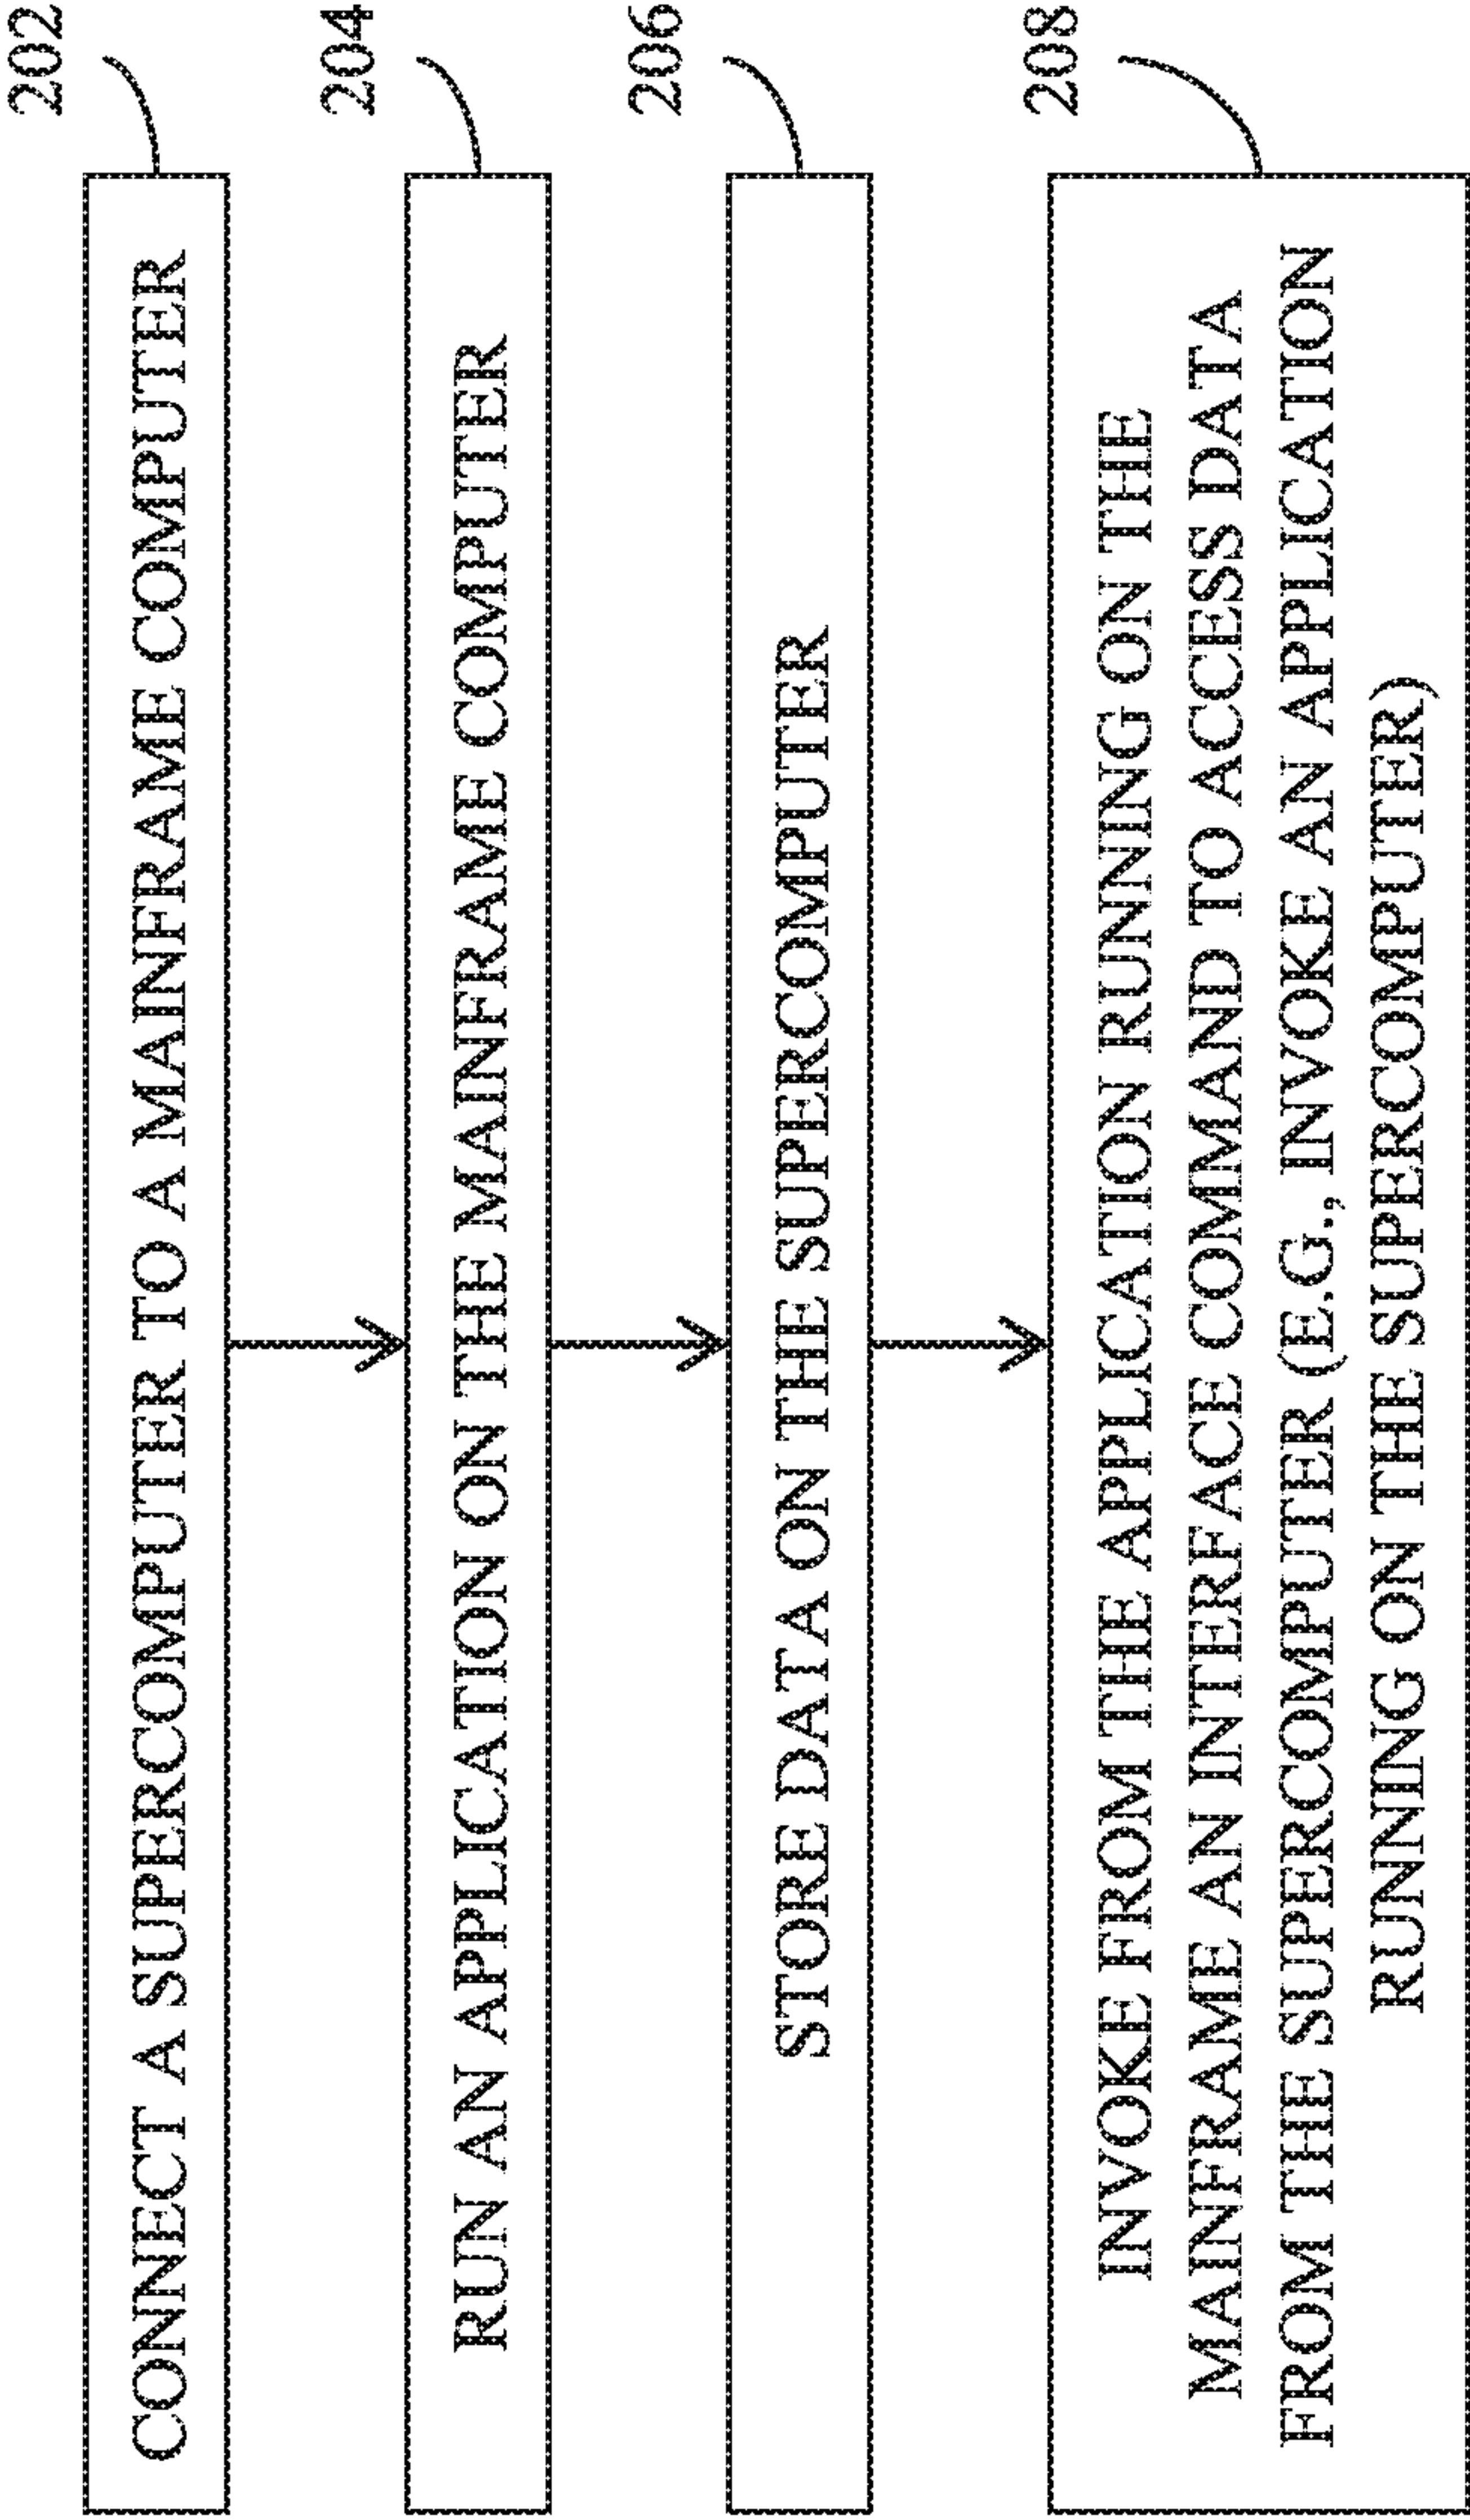 202
CONNECT A SUPERCOMPUTER TO A MAINFRAME COMPUTER
204
RUN AN APPLICATION ON THE MAINFRAME COMPUTER
206
STORE DATA ON THE SUPERCOMPUTER
208
INVOKE FROM THE APPLICATION RUNNING ON THE
MAINFRAME AN INTERFACE COMMAND TO ACCESS DATA
FROM THE SUPERCOMPUTER (E.G., INVOKE AN APPLICATION
RUNNING ON THE SUPERCOMPUTER)